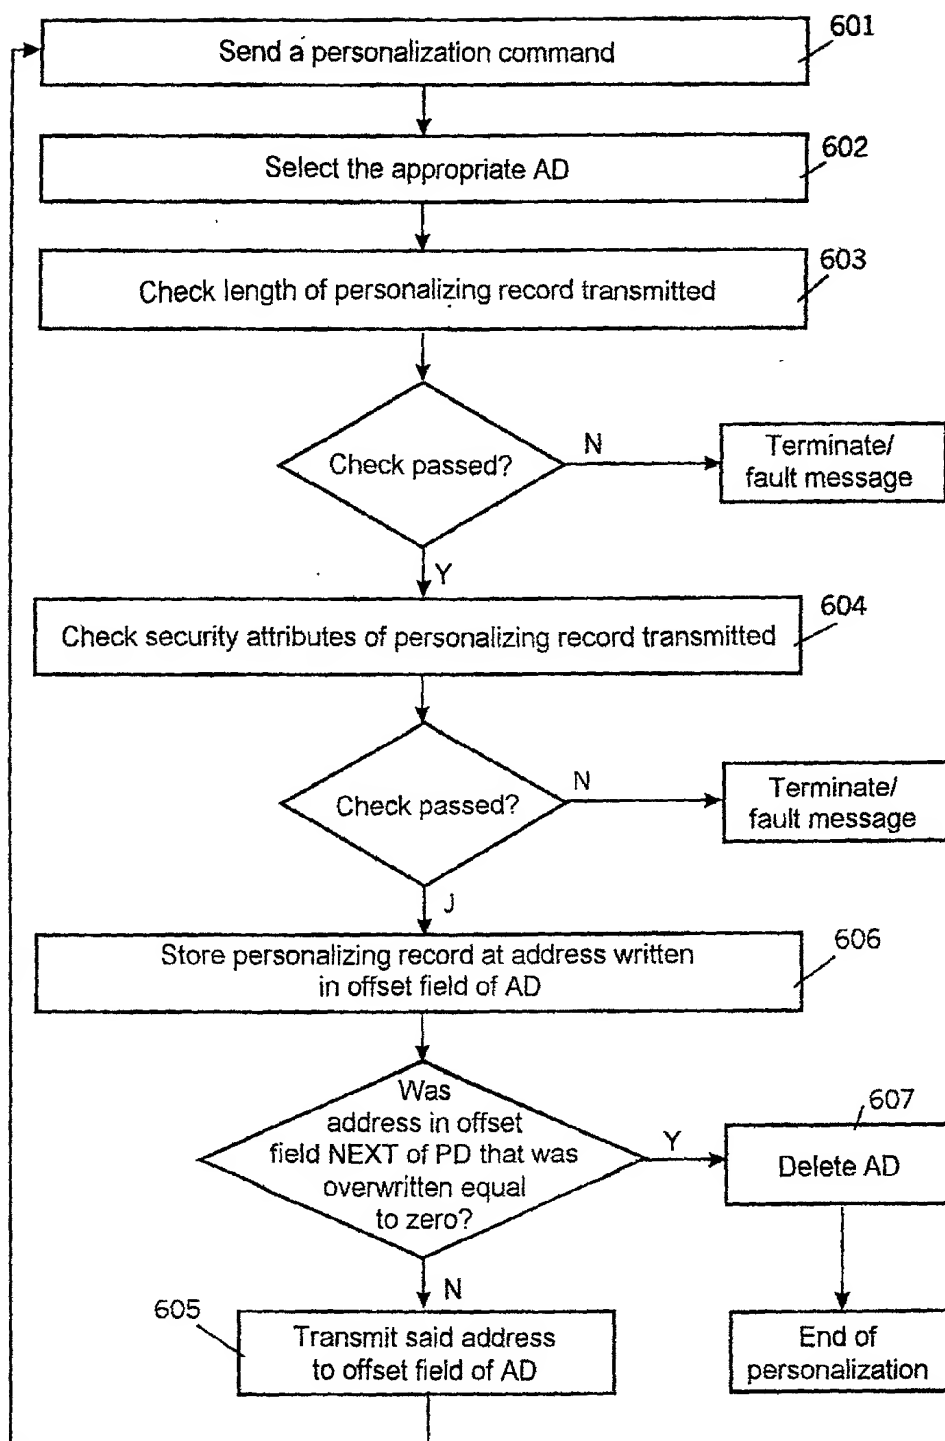 601
Send a personalization command
602
Select the appropriate AD
603
Check length of personalizing record transmitted
Check passed?
N
Terminate/
fault message
Y
604
Check security attributes of personalizing record transmitted
Check passed?
N
Terminate/
fault message
J
606
Store personalizing record at address written
in offset field of AD
Was
address in offset
field NEXT of PD that was
overwritten equal
to zero?
Y
607
Delete AD
N
605
Transmit said address
to offset field of AD
End of
personalization